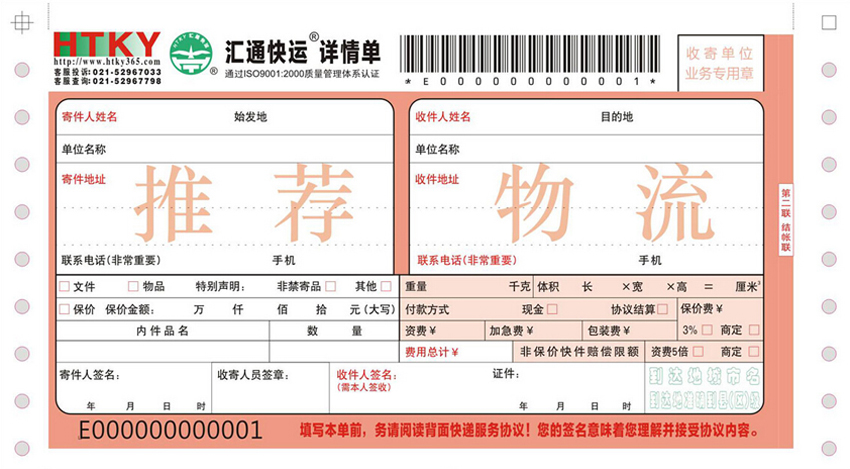 HTKY
http://www.htky365.com
客服投诉:021-52967033
客服查询:021-52967798
HTKY 汇通快运
®
汇通快运®详情单
通过ISO9001:2000质量管理体系认证
*E000000000001*
收寄单位
业务专用章
寄件人姓名 始发地
单位名称
寄件地址
推荐
联系电话(非常重要) 手机
收件人姓名 目的地
单位名称
收件地址
物流
联系电话(非常重要) 手机
第二联 结帐联
□文件 □物品 特别声明: 非禁寄品□ 其他□
□保价 保价金额: 万 仟 佰 拾 元(大写)
内件品名 数量
重量 千克 体积 长 ×宽 ×高 = 厘米³
付款方式 现金□ 协议结算□ 保价费¥
资费¥ 加急费¥ 包装费¥ 3%□ 商定□
费用总计¥ 非保价快件赔偿限额 资费5倍□ 商定□
寄件人签名:
年 月 日 时
收寄人员签章:
收件人签名:
(需本人签收)
证件:
年 月 日 时
到达地城市名
E000000000001
填写本单前,务请阅读背面快递服务协议!您的签名意味着您理解并接受协议内容。